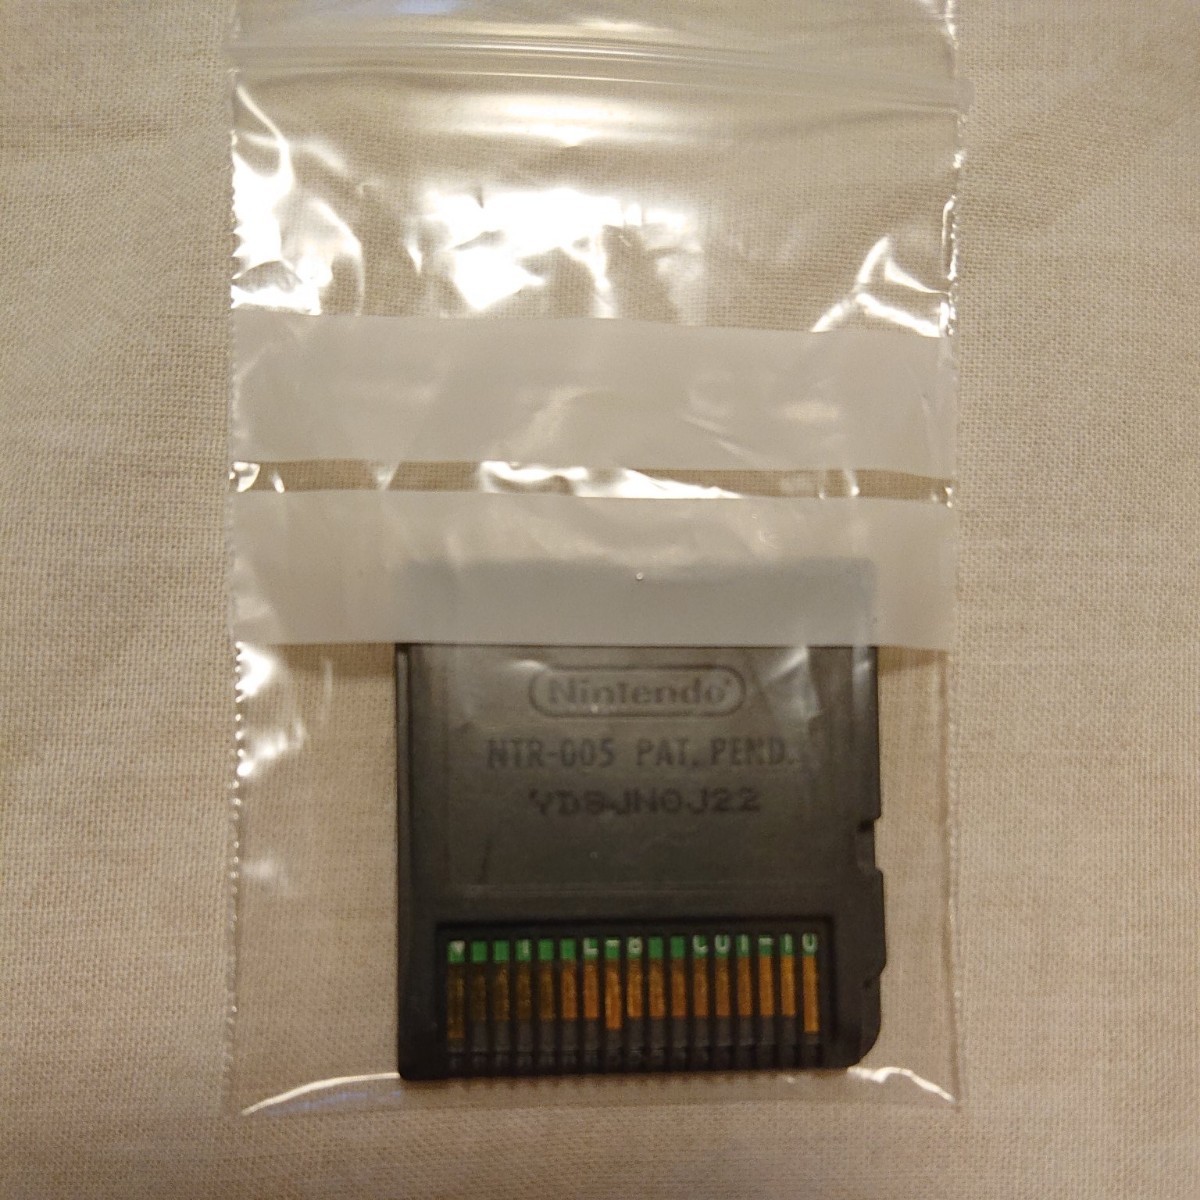 Nintendo
NTR-005 PAT. PEND.
YDSJN0J22